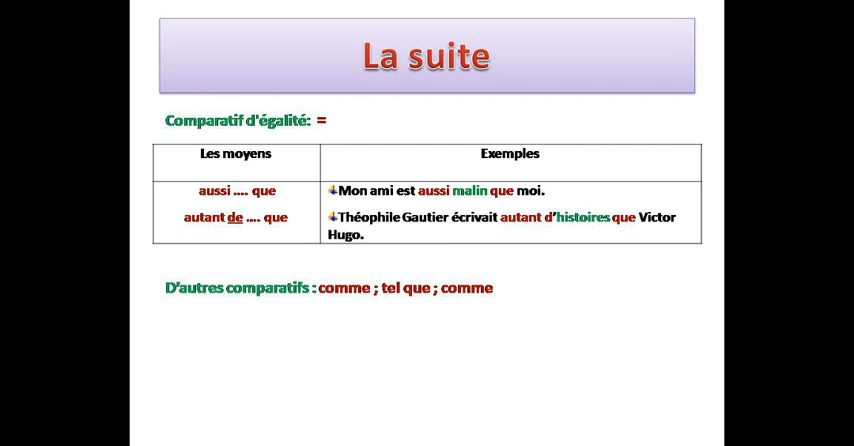 La suite
Comparatif d'égalité: =
Les moyens
Exemples
aussi .... que
Mon ami est aussi malin que moi.
autant de .... que
Théophile Gautier écrivait autant d'histoires que Victor
Hugo.
D'autres comparatifs : comme ; tel que ; comme